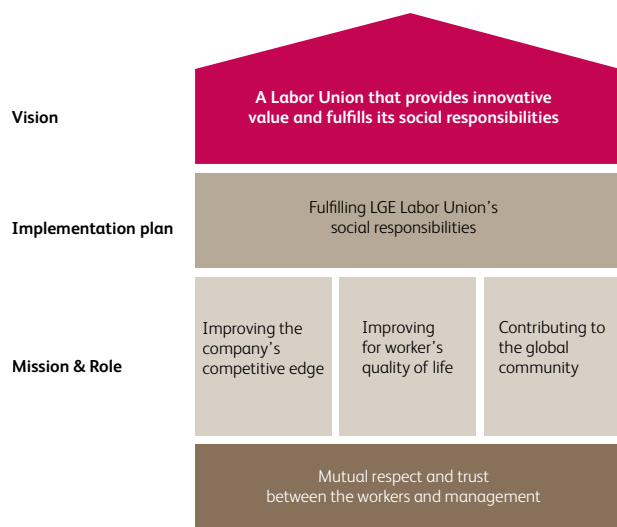 Vision
A Labor Union that provides innovative
value and fulfills its social responsibilities
Implementation plan
Fulfilling LGE Labor Union's
social responsibilities
Mission & Role
Improving the
company's
competitive edge
Improving
for worker's
quality of life
Contributing to
the global
community
Mutual respect and trust
between the workers and management